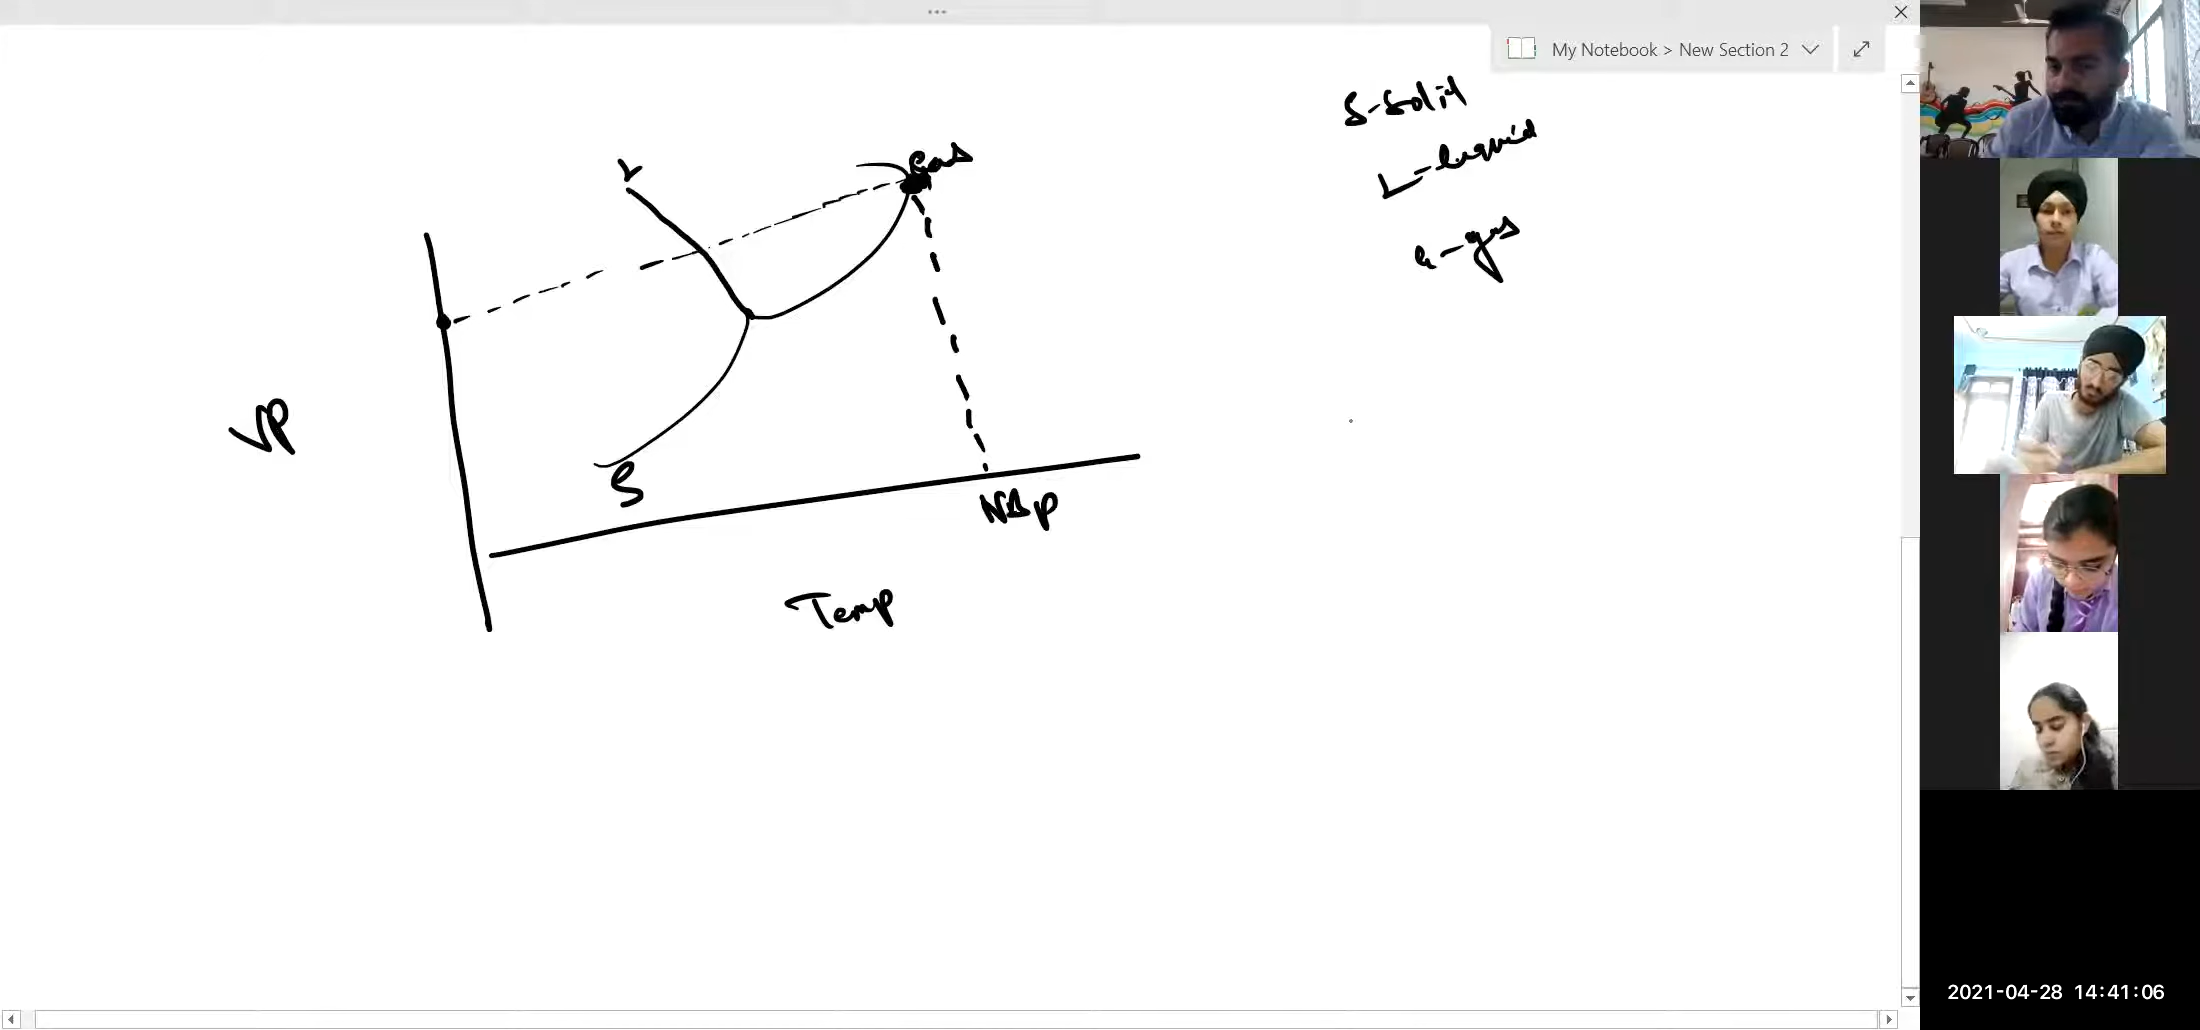 My Notebook > New Section 2
S-Solid
L-liquid
G-gas
L
Gas
VP
S
NBP
Temp
2021-04-28 14:41:06